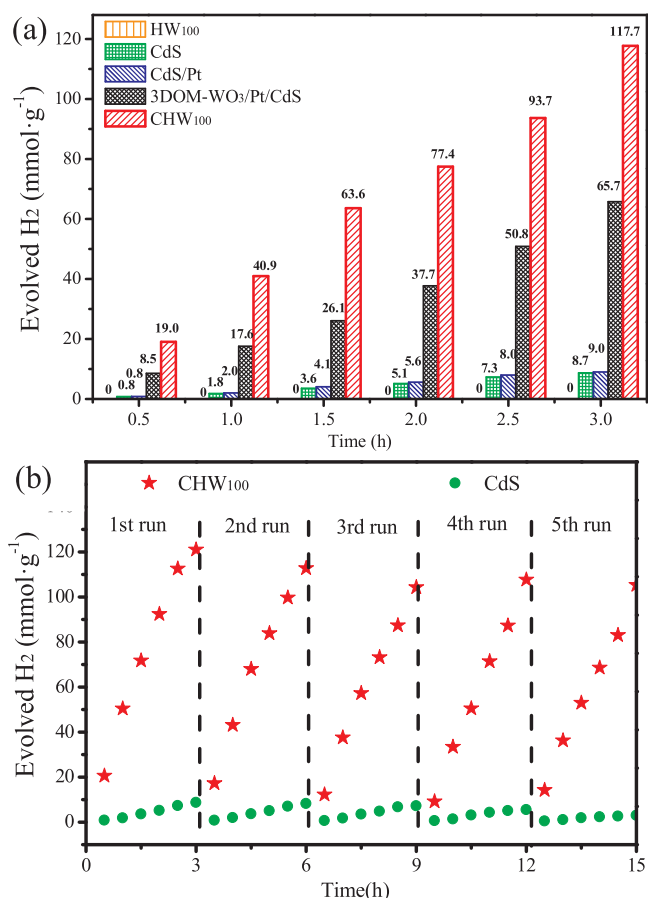 (a)
HW₁₀₀
CdS
CdS/Pt
3DOM-WO₃/Pt/CdS
CHW₁₀₀
Evolved H₂ (mmol·g⁻¹)
120
100
80
60
40
20
0
0 0.8 0.8 8.5 19.0
0 1.8 2.0 17.6 40.9
0 3.6 4.1 26.1 63.6
0 5.1 5.6 37.7 77.4
0 7.3 8.0 50.8 93.7
0 8.7 9.0 65.7 117.7
0.5 1.0 1.5 2.0 2.5 3.0
Time (h)
(b)
CHW₁₀₀ CdS
1st run 2nd run 3rd run 4th run 5th run
Evolved H₂ (mmol·g⁻¹)
120
100
80
60
40
20
0
0 3 6 9 12 15
Time(h)